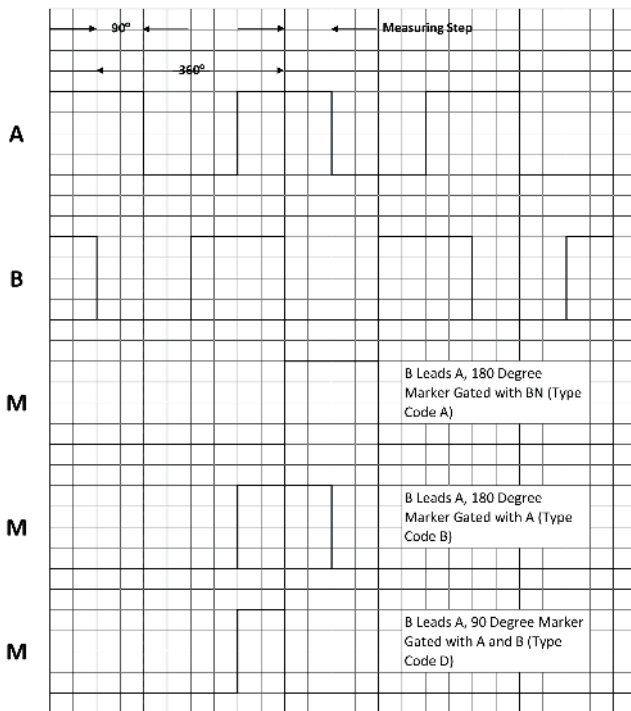 90°
Measuring Step
360°
A
B
M
B Leads A, 180 Degree
Marker Gated with BN (Type
Code A)
M
B Leads A, 180 Degree
Marker Gated with A (Type
Code B)
M
B Leads A, 90 Degree Marker
Gated with A and B (Type
Code D)